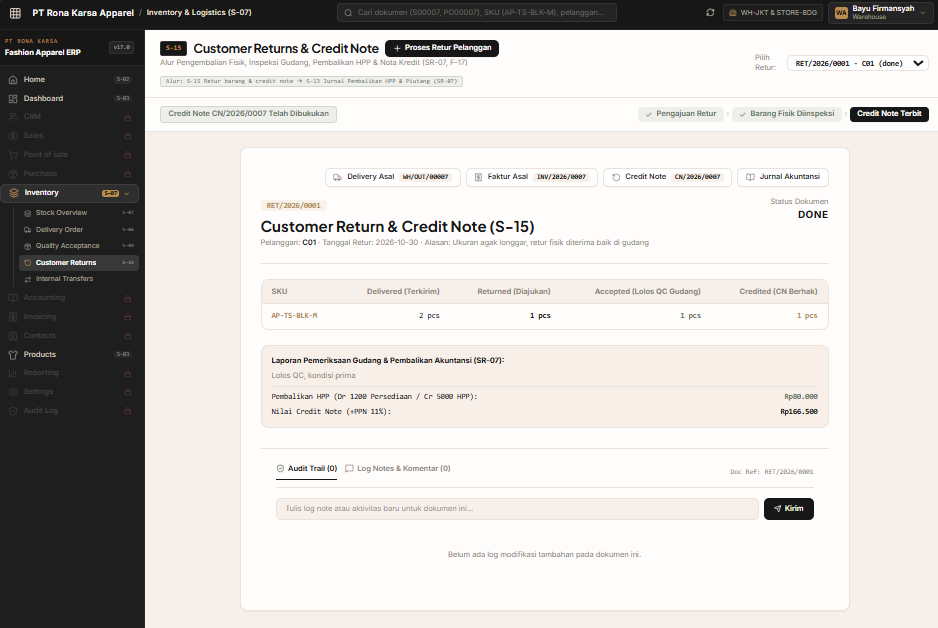 PT Rona Karsa Apparel / Inventory & Logistics (S-07)
Cari dokumen (S00007, PO00007), SKU (AP-TS-BLK-M), pelanggan...
WH-JKT & STORE-BDG
WA
Bayu Firmansyah
Warehouse
PT RONA KARSA
Fashion Apparel ERP
v17.0
Home S-02
Dashboard S-03
CRM
Sales
Point of sale
Purchase
Inventory S-07
Stock Overview S-07
Delivery Order
Quality Acceptance
Customer Returns S-15
Internal Transfers
Accounting
Invoicing
Contacts
Products S-03
Reporting
Settings
Audit Log
S-15 Customer Returns & Credit Note
+ Proses Retur Pelanggan
Alur Pengembalian Fisik, Inspeksi Gudang, Pembalikan HPP & Nota Kredit (SR-07, F-17)
Alur: S-15 Retur barang & credit note → S-13 Jurnal Pembalikan HPP & Piutang (SR-07)
Pilih Retur:
RET/2026/0001 - C01 (done)
Credit Note CN/2026/0007 Telah Dibukukan
Pengajuan Retur
Barang Fisik Diinspeksi
Credit Note Terbit
Delivery Asal WH/OUT/00007
Faktur Asal INV/2026/0007
Credit Note CN/2026/0007
Jurnal Akuntansi
RET/2026/0001
Status Dokumen
DONE
Customer Return & Credit Note (S-15)
Pelanggan: C01 · Tanggal Retur: 2026-10-30 · Alasan: Ukuran agak longgar, retur fisik diterima baik di gudang
SKU Delivered (Terkirim) Returned (Diajukan) Accepted (Lolos QC Gudang) Credited (CN Berhak)
AP-TS-BLK-M 2 pcs 1 pcs 1 pcs 1 pcs
Laporan Pemeriksaan Gudang & Pembalikan Akuntansi (SR-07):
Lolos QC, kondisi prima
Pembalikan HPP (Dr 1200 Persediaan / Cr 5000 HPP): Rp80.000
Nilai Credit Note (+PPN 11%): Rp166.500
Audit Trail (0)
Log Notes & Komentar (0)
Doc Ref: RET/2026/0001
Tulis log note atau aktivitas baru untuk dokumen ini...
Kirim
Belum ada log modifikasi tambahan pada dokumen ini.